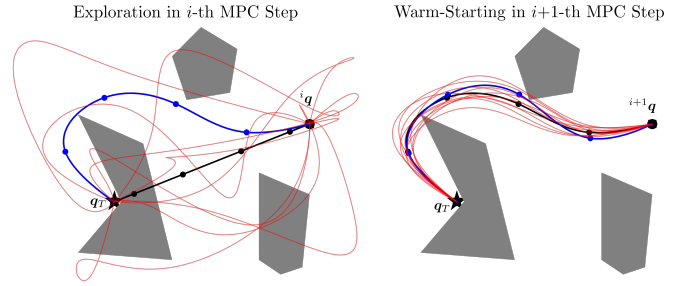 Exploration in i-th MPC Step
Warm-Starting in i+1-th MPC Step
ⁱq
ⁱ⁺¹q
q_T
q_T